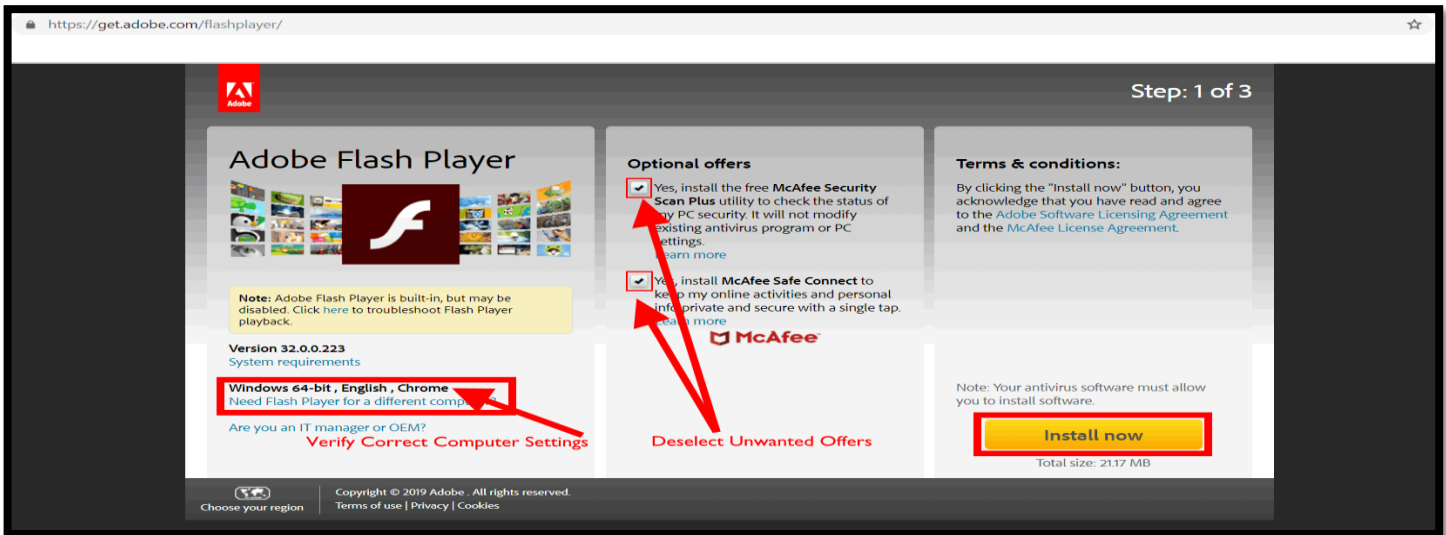 https://get.adobe.com/flashplayer/
Adobe
Step: 1 of 3
Adobe Flash Player
Note: Adobe Flash Player is built-in, but may be
disabled. Click here to troubleshoot Flash Player
playback.
Version 32.0.0.223
System requirements
Windows 64-bit , English , Chrome
Need Flash Player for a different computer?
Are you an IT manager or OEM?
Verify Correct Computer Settings
Optional offers
Yes, install the free McAfee Security
Scan Plus utility to check the status of
my PC security. It will not modify
existing antivirus program or PC
settings.
Learn more
Yes, install McAfee Safe Connect to
keep my online activities and personal
info private and secure with a single tap.
Learn more
McAfee
Deselect Unwanted Offers
Terms & conditions:
By clicking the "Install now" button, you
acknowledge that you have read and agree
to the Adobe Software Licensing Agreement
and the McAfee License Agreement.
Note: Your antivirus software must allow
you to install software.
Install now
Total size: 21.17 MB
Choose your region
Copyright © 2019 Adobe . All rights reserved.
Terms of use | Privacy | Cookies